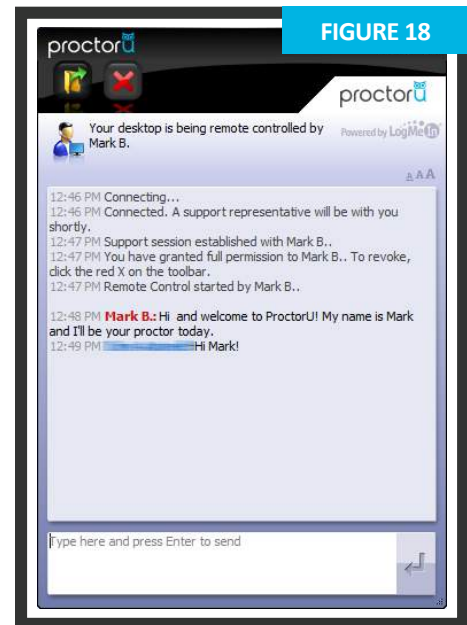 FIGURE 18
proctorü
proctorü
Your desktop is being remote controlled by
Mark B.
Powered by LogMeIn
A A A
12:46 PM Connecting...
12:46 PM Connected. A support representative will be with you
shortly.
12:47 PM Support session established with Mark B..
12:47 PM You have granted full permission to Mark B.. To revoke,
click the red X on the toolbar.
12:47 PM Remote Control started by Mark B..
12:48 PM Mark B.: Hi and welcome to ProctorU! My name is Mark
and I'll be your proctor today.
12:49 PM Hi Mark!
Type here and press Enter to send